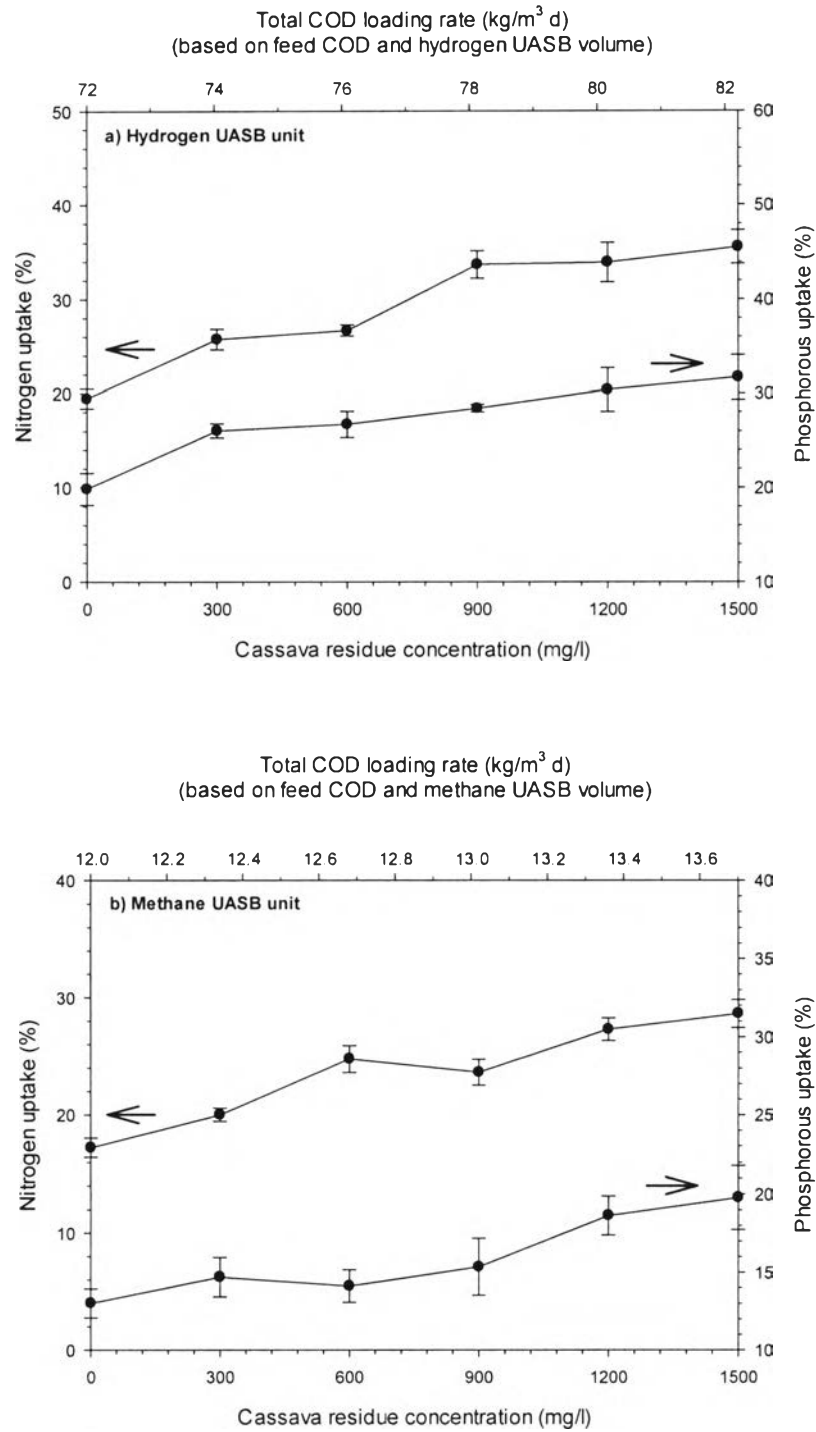 Total COD loading rate (kg/m³ d)
(based on feed COD and hydrogen UASB volume)
72 74 76 78 80 82
50 60
a) Hydrogen UASB unit
40 50
30 40
20 30
10 20
0 10
Nitrogen uptake (%)
Phosphorous uptake (%)
0 300 600 900 1200 1500
Cassava residue concentration (mg/l)
Total COD loading rate (kg/m³ d)
(based on feed COD and methane UASB volume)
12.0 12.2 12.4 12.6 12.8 13.0 13.2 13.4 13.6
40 40
b) Methane UASB unit
35
30
30
25
20
20
10 15
0 10
Nitrogen uptake (%)
Phosphorous uptake (%)
0 300 600 900 1200 1500
Cassava residue concentration (mg/l)